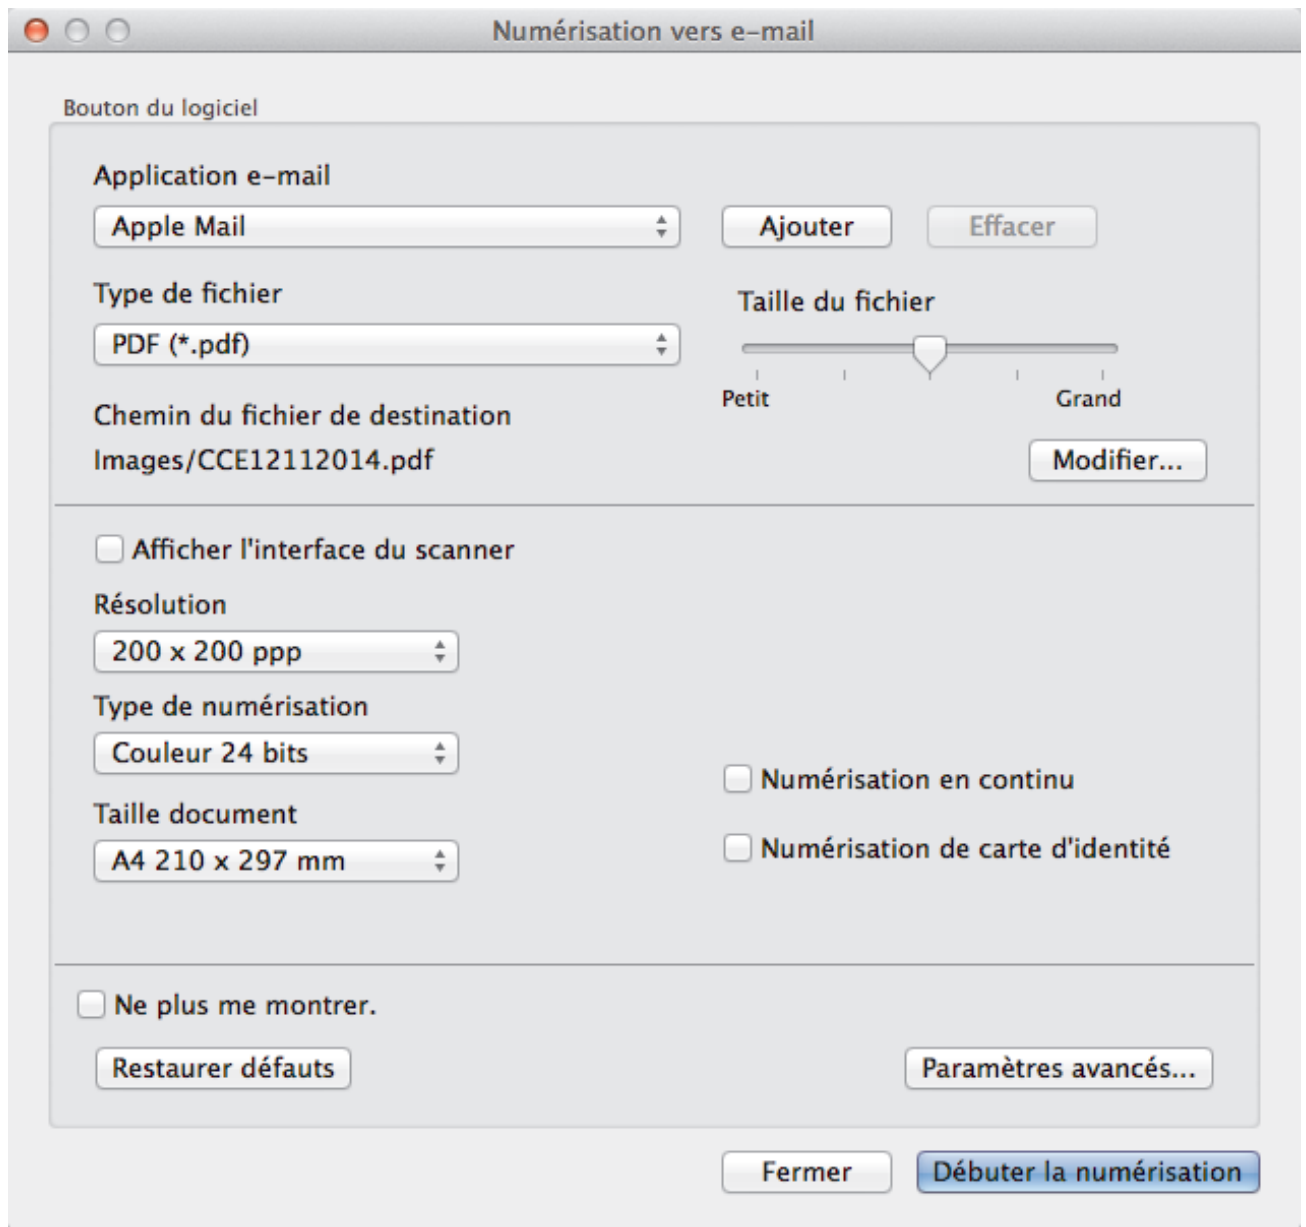 Numérisation vers e-mail
Bouton du logiciel
Application e-mail
Apple Mail
Ajouter
Effacer
Type de fichier
Taille du fichier
PDF (*.pdf)
Petit
Grand
Chemin du fichier de destination
Images/CCE12112014.pdf
Modifier...
Afficher l'interface du scanner
Résolution
200 x 200 ppp
Type de numérisation
Couleur 24 bits
Numérisation en continu
Taille document
A4 210 x 297 mm
Numérisation de carte d'identité
Ne plus me montrer.
Restaurer défauts
Paramètres avancés...
Fermer
Débuter la numérisation